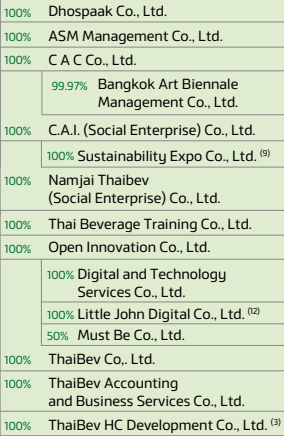 100% Dhospaak Co., Ltd.
100% ASM Management Co., Ltd.
100% C A C Co., Ltd.
99.97% Bangkok Art Biennale
Management Co., Ltd.
100% C.A.I. (Social Enterprise) Co., Ltd.
100% Sustainability Expo Co., Ltd. (9)
100% Namjai Thaibev
(Social Enterprise) Co., Ltd.
100% Thai Beverage Training Co., Ltd.
100% Open Innovation Co., Ltd.
100% Digital and Technology
Services Co., Ltd.
100% Little John Digital Co., Ltd. (12)
50% Must Be Co., Ltd.
100% ThaiBev Co,. Ltd.
100% ThaiBev Accounting
and Business Services Co., Ltd.
100% ThaiBev HC Development Co., Ltd. (3)